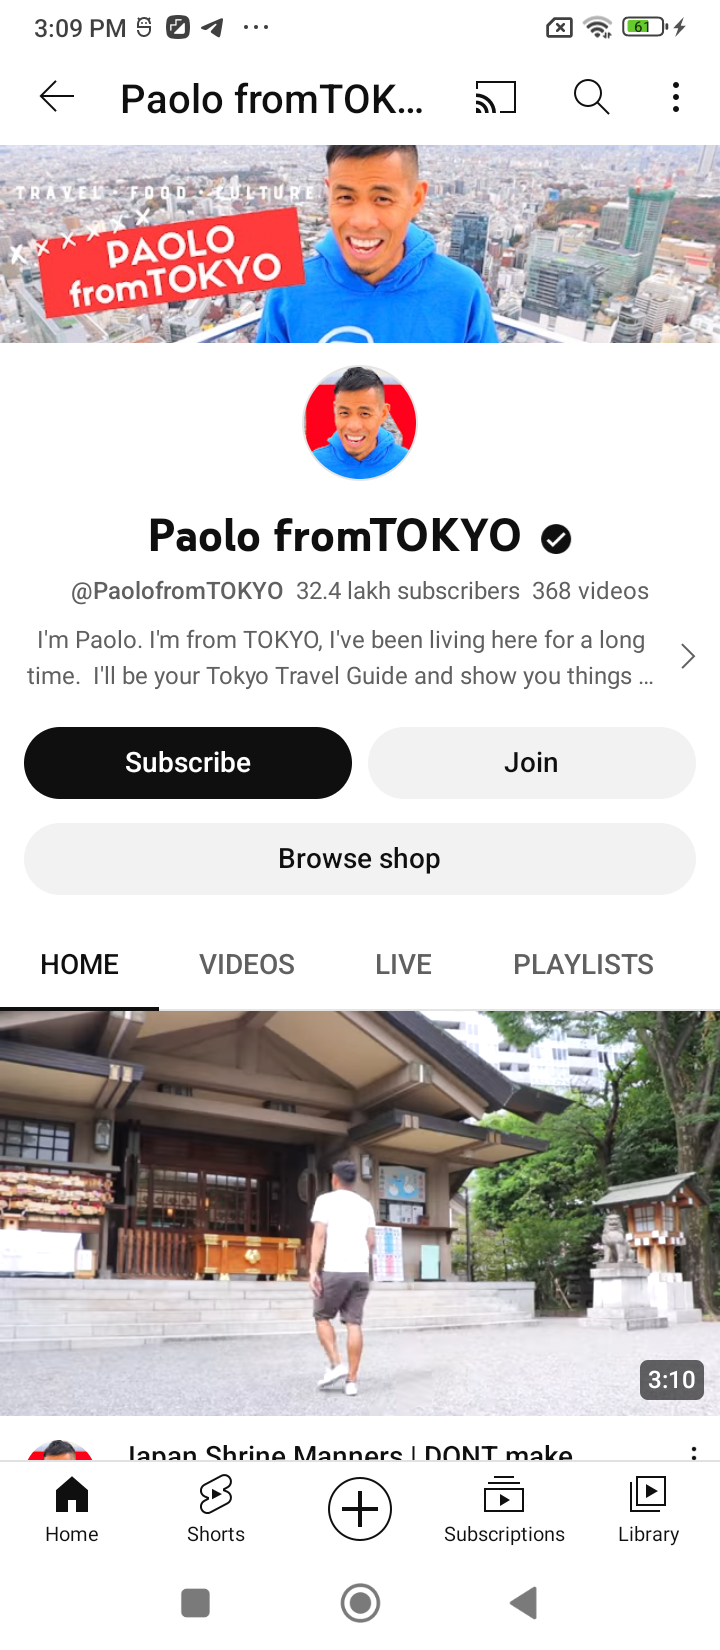 3:09 PM
61
Paolo fromTOK...
TRAVEL · FOOD · CULTURE
PAOLO
fromTOKYO
Paolo fromTOKYO
@PaolofromTOKYO 32.4 lakh subscribers 368 videos
I'm Paolo. I'm from TOKYO, I've been living here for a long
time. I'll be your Tokyo Travel Guide and show you things ...
Subscribe
Join
Browse shop
HOME
VIDEOS
LIVE
PLAYLISTS
3:10
Japan Shrine Manners | DONT make
Home
Shorts
Subscriptions
Library